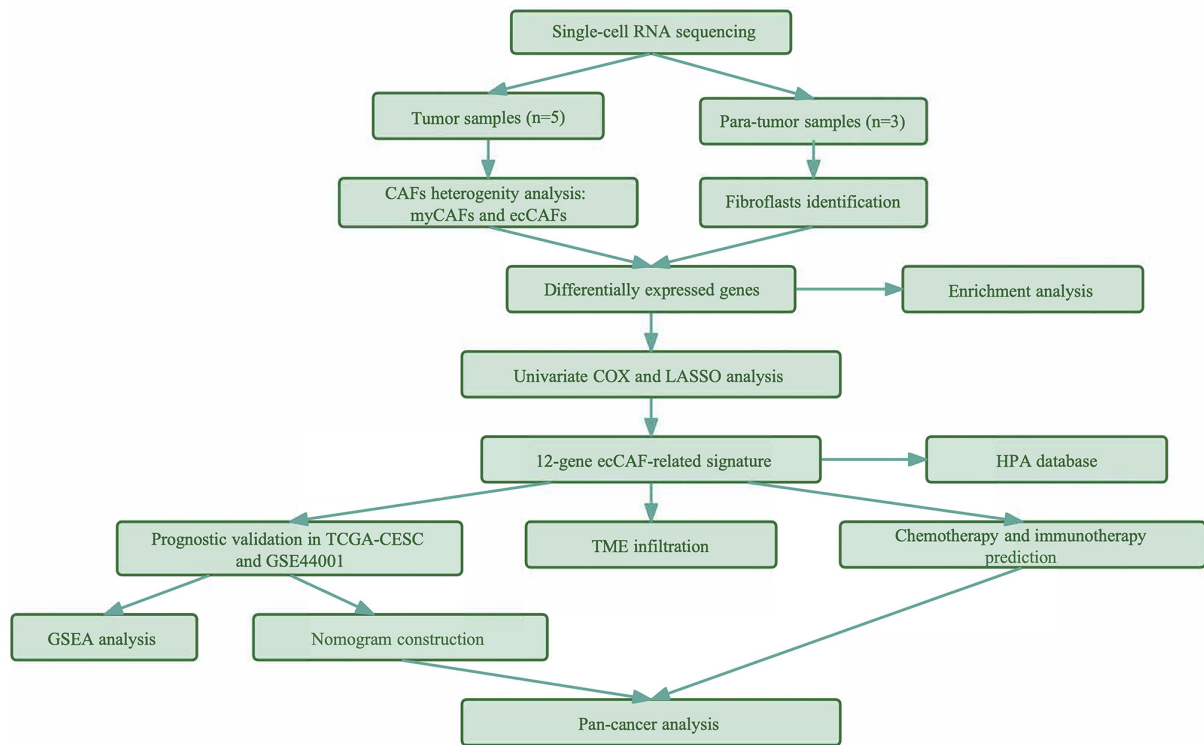 Single-cell RNA sequencing
Tumor samples (n=5)
Para-tumor samples (n=3)
CAFs heterogenity analysis:
myCAFs and ecCAFs
Fibroflasts identification
Differentially expressed genes
Enrichment analysis
Univariate COX and LASSO analysis
12-gene ecCAF-related signature
HPA database
Prognostic validation in TCGA-CESC
and GSE44001
TME infiltration
Chemotherapy and immunotherapy
prediction
GSEA analysis
Nomogram construction
Pan-cancer analysis